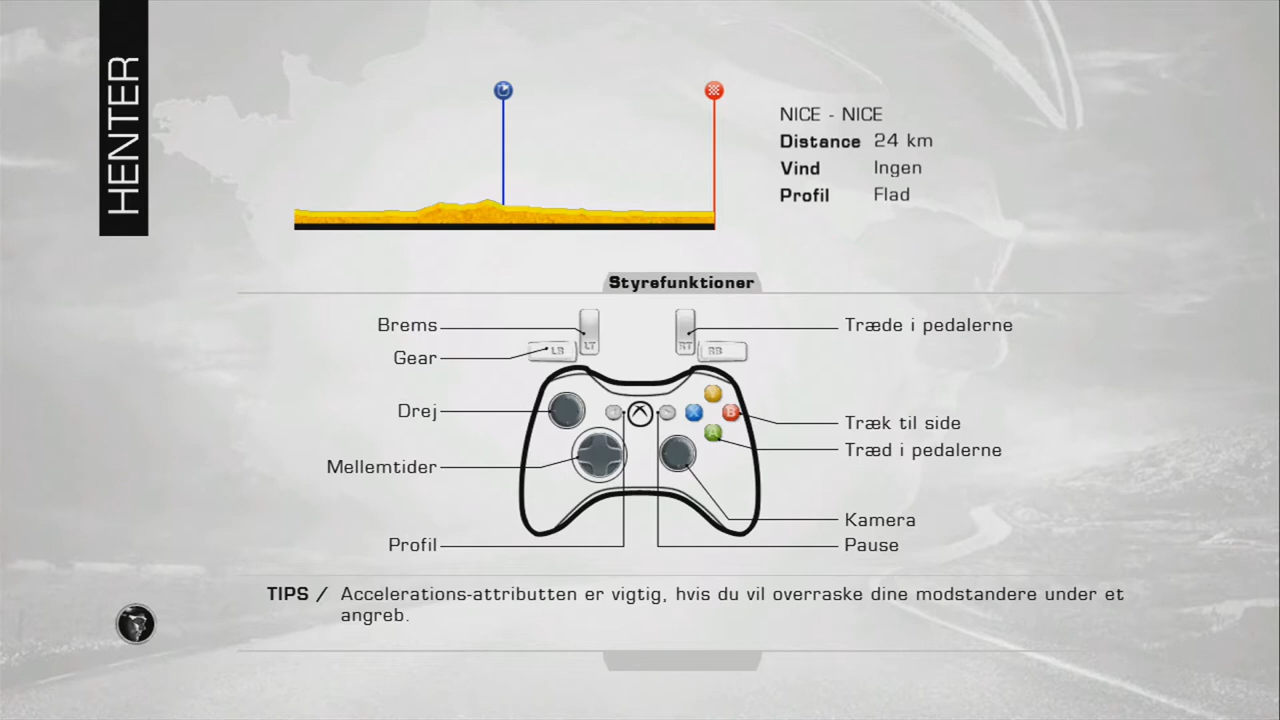 HENTER
NICE - NICE
Distance 24 km
Vind Ingen
Profil Flad
Styrefunktioner
Brems
Gear
Drej
Mellemtider
Profil
LT
LB
RT
RB
X
B
A
Træde i pedalerne
Træk til side
Træd i pedalerne
Kamera
Pause
TIPS / Accelerations-attributten er vigtig, hvis du vil overraske dine modstandere under et
angreb.